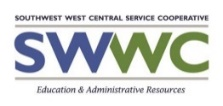 SOUTHWEST WEST CENTRAL SERVICE COOPERATIVE
SWWC
Education & Administrative Resources